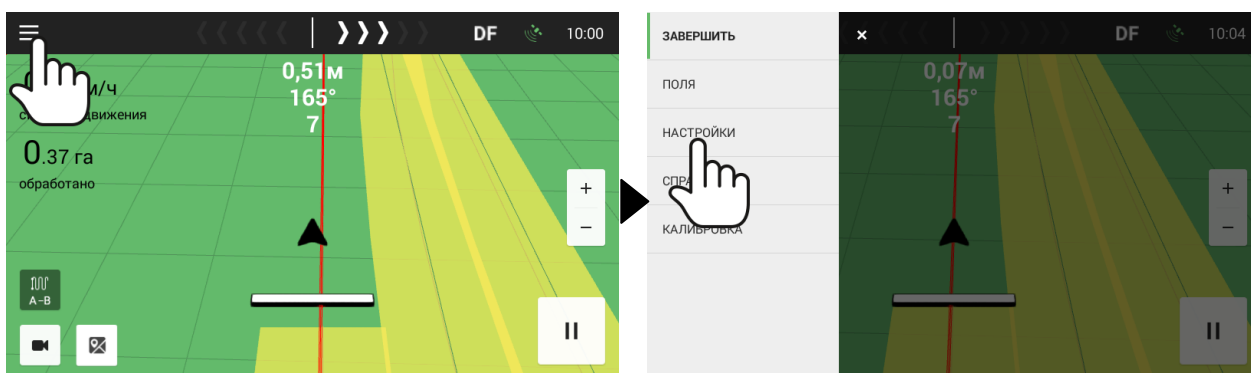 DF 10:00
0,51м
165°
7
м/ч
движения
0.37 га
обработано
+
−
A–B
ЗАВЕРШИТЬ
ПОЛЯ
НАСТРОЙКИ
КАЛИБРОВКА
× DF 10:04
0,07м
165°
7
+
−